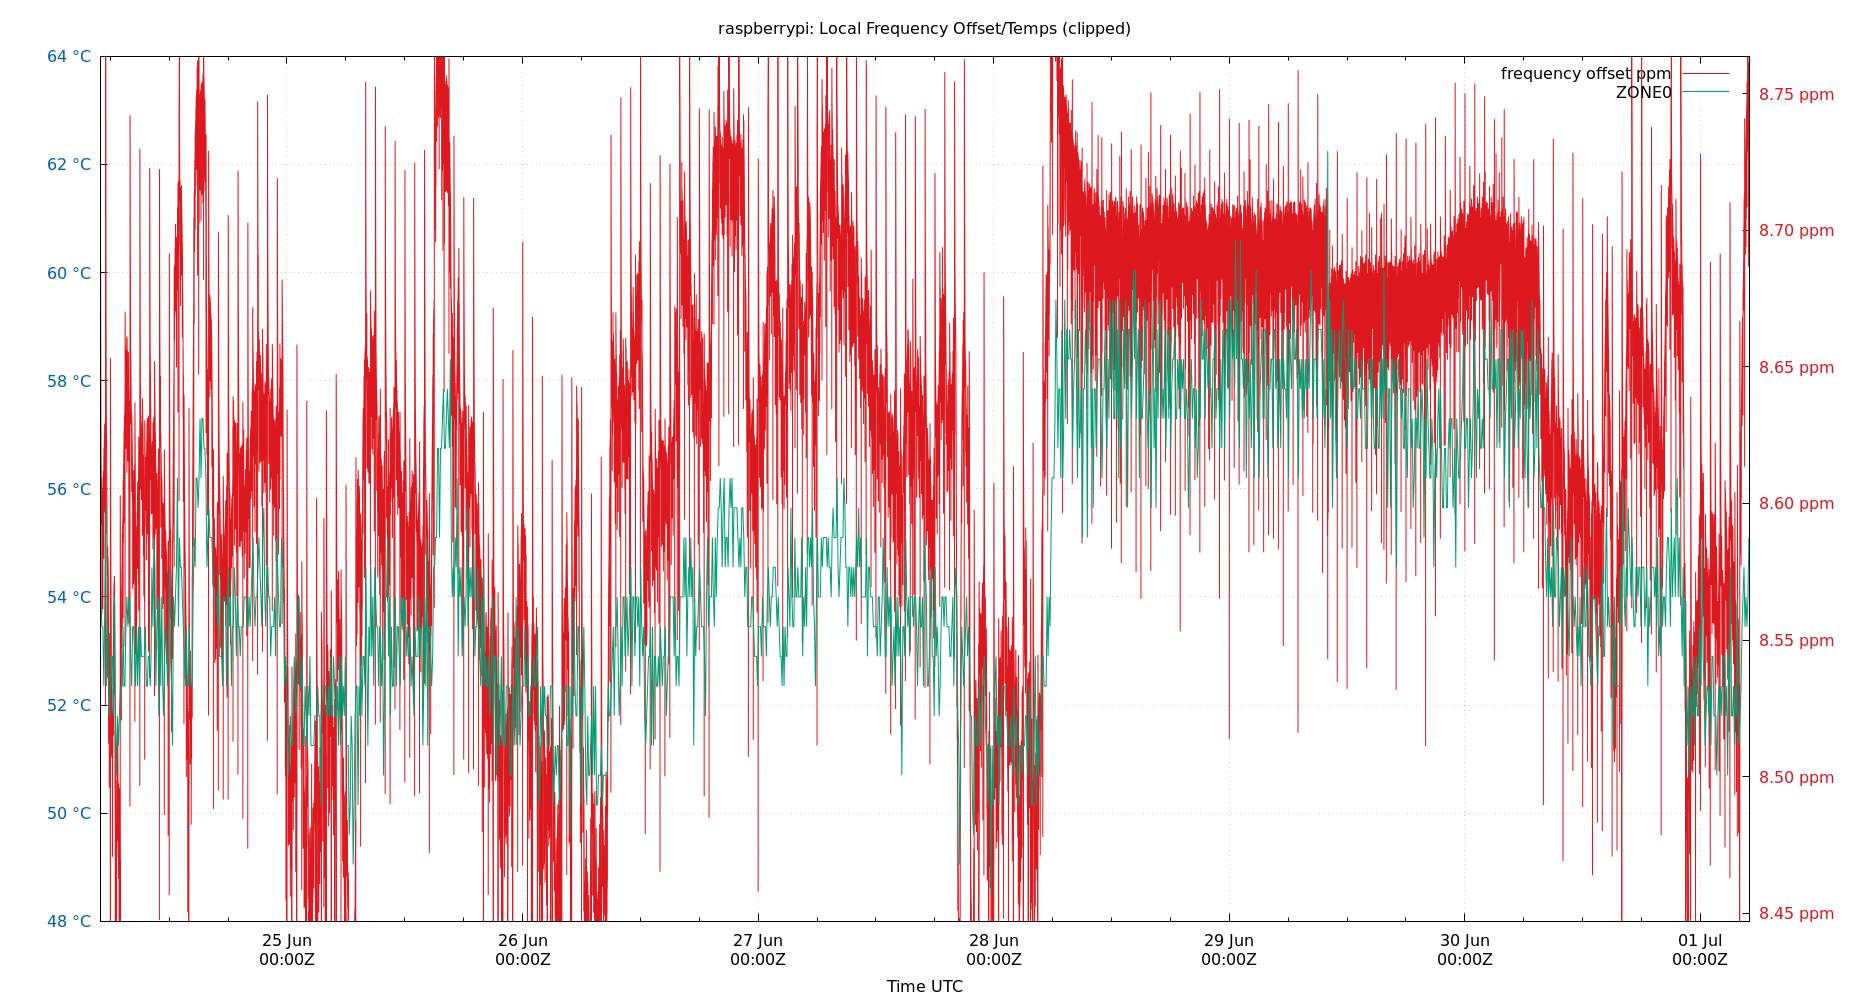 raspberrypi: Local Frequency Offset/Temps (clipped)
64 °C
62 °C
60 °C
58 °C
56 °C
54 °C
52 °C
50 °C
48 °C
frequency offset ppm
ZONE0
8.75 ppm
8.70 ppm
8.65 ppm
8.60 ppm
8.55 ppm
8.50 ppm
8.45 ppm
25 Jun
00:00Z
26 Jun
00:00Z
27 Jun
00:00Z
28 Jun
00:00Z
29 Jun
00:00Z
30 Jun
00:00Z
01 Jul
00:00Z
Time UTC